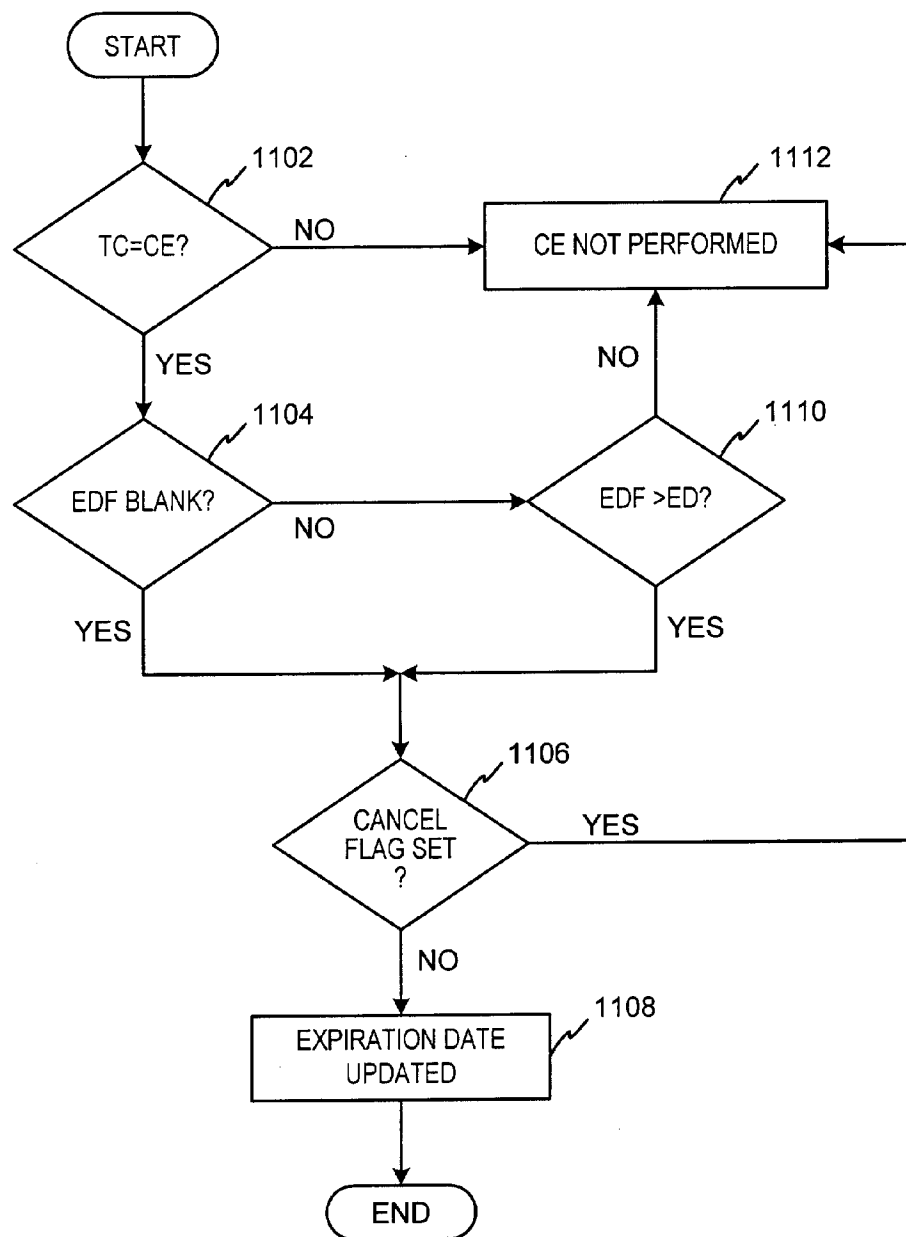 START
1102
1112
TC=CE?
NO
CE NOT PERFORMED
YES
NO
1104
1110
EDF BLANK?
NO
EDF >ED?
YES
YES
1106
CANCEL
FLAG SET
?
YES
NO
1108
EXPIRATION DATE
UPDATED
END